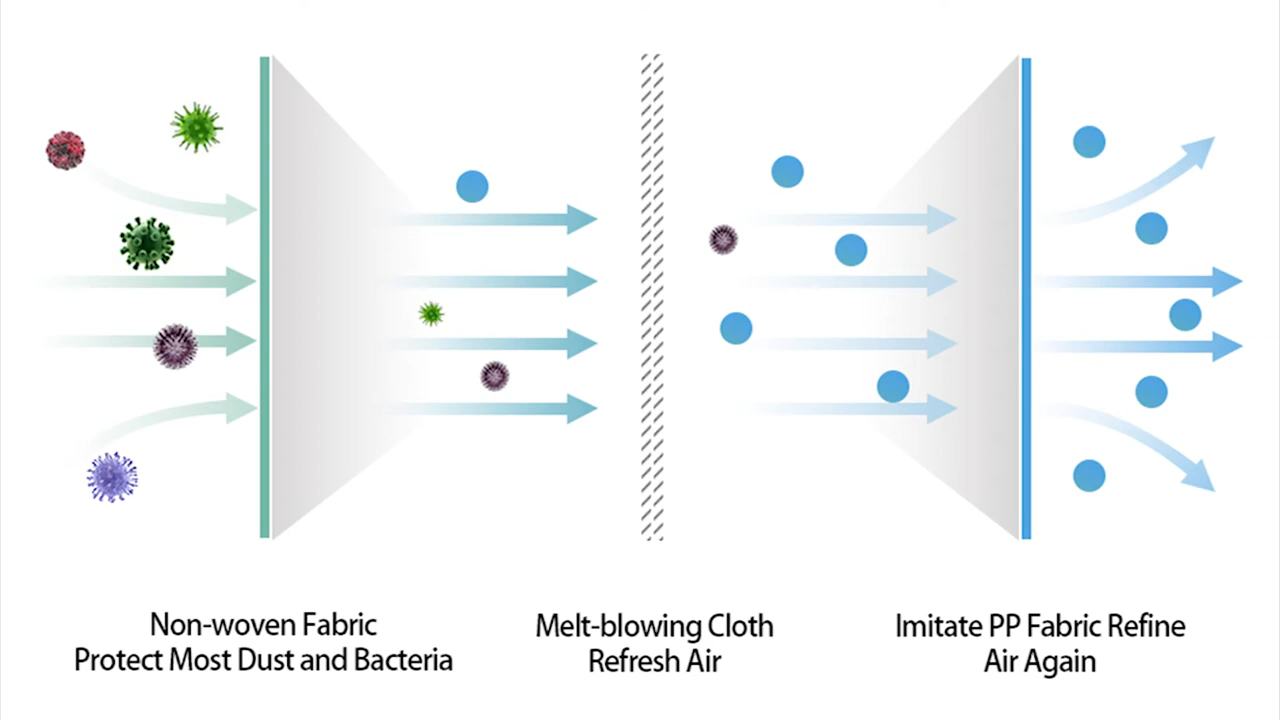 Non-woven Fabric
Protect Most Dust and Bacteria
Melt-blowing Cloth
Refresh Air
Imitate PP Fabric Refine
Air Again